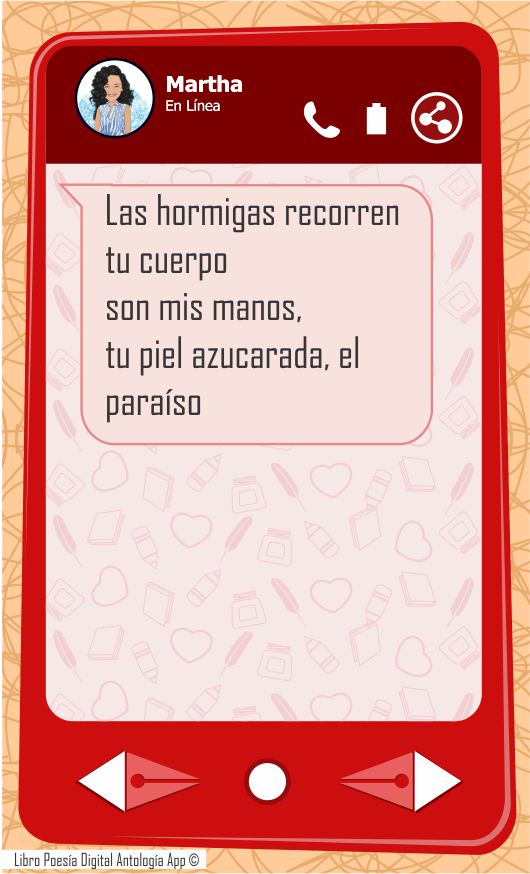 Martha
En Línea
Las hormigas recorren
tu cuerpo
son mis manos,
tu piel azucarada, el
paraíso
Libro Poesía Digital Antología App ©